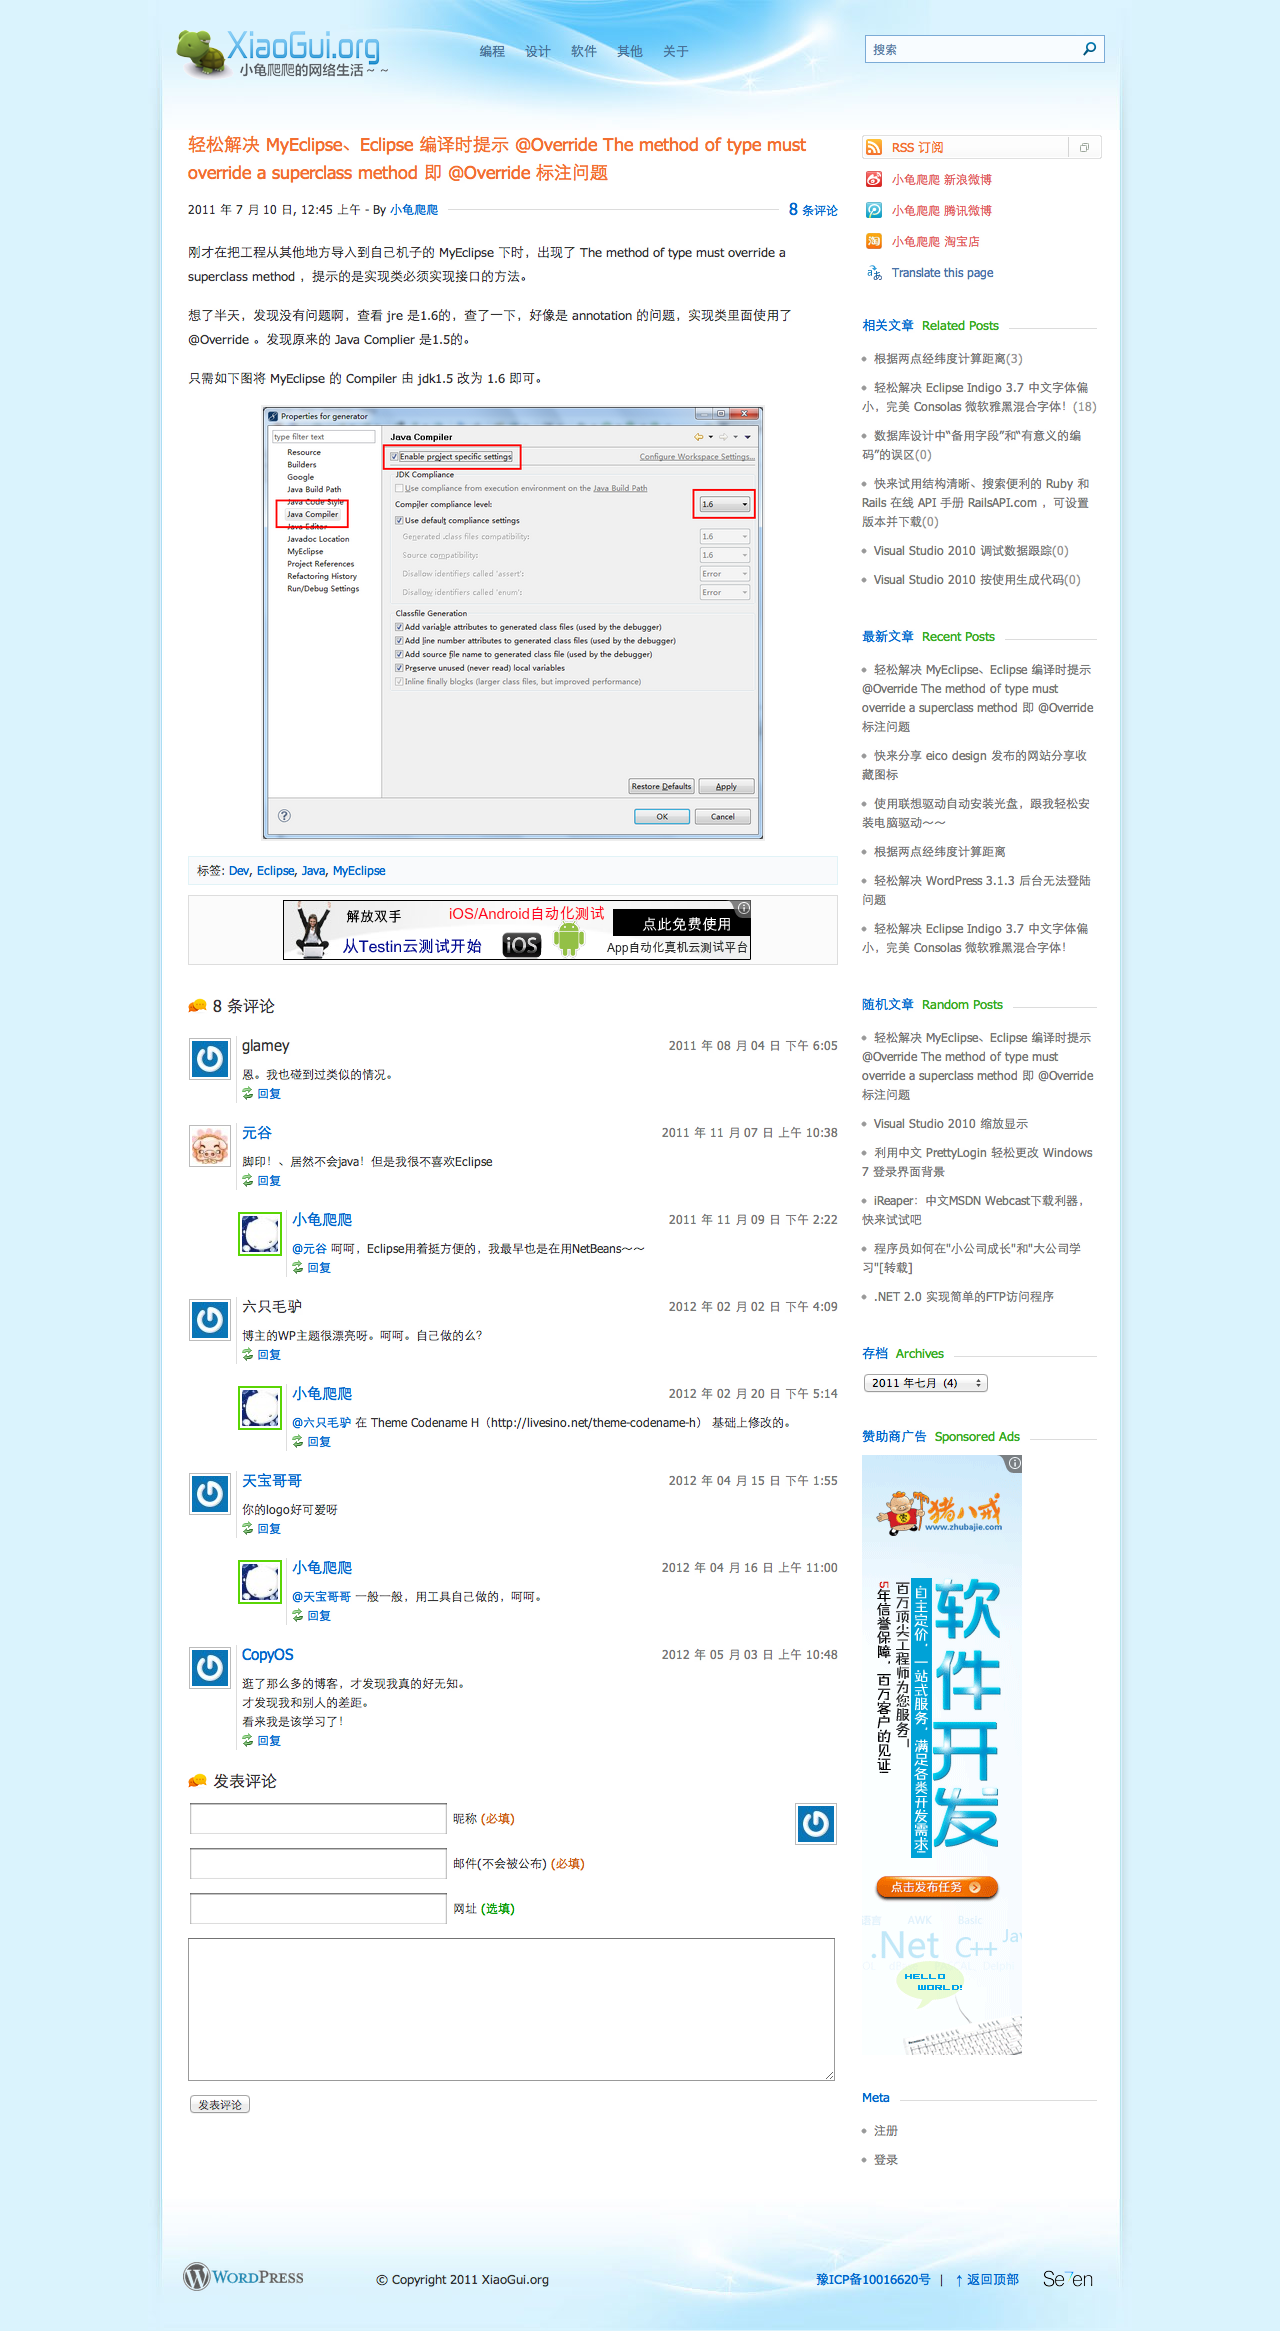 XiaoGui.org
小龟爬爬的网络生活～～
编程 设计 软件 其他 关于
搜索
轻松解决 MyEclipse、Eclipse 编译时提示 @Override The method of type must
override a superclass method 即 @Override 标注问题
2011 年 7 月 10 日, 12:45 上午 - By 小龟爬爬
8 条评论
刚才在把工程从其他地方导入到自己机子的 MyEclipse 下时，出现了 The method of type must override a
superclass method ，提示的是实现类必须实现接口的方法。
想了半天，发现没有问题啊，查看 jre 是1.6的，查了一下，好像是 annotation 的问题，实现类里面使用了
@Override 。发现原来的 Java Complier 是1.5的。
只需如下图将 MyEclipse 的 Compiler 由 jdk1.5 改为 1.6 即可。
Properties for generator
type filter text
Resource
Builders
Google
Java Build Path
Java Code Style
Java Compiler
Java Editor
Javadoc Location
MyEclipse
Project References
Refactoring History
Run/Debug Settings
Java Compiler
Enable project specific settings
Configure Workspace Settings...
JDK Compliance
Use compliance from execution environment on the Java Build Path
Compiler compliance level:
1.6
Use default compliance settings
Generated .class files compatibility:
1.6
Source compatibility:
1.6
Disallow identifiers called 'assert':
Error
Disallow identifiers called 'enum':
Error
Classfile Generation
Add variable attributes to generated class files (used by the debugger)
Add line number attributes to generated class files (used by the debugger)
Add source file name to generated class file (used by the debugger)
Preserve unused (never read) local variables
Inline finally blocks (larger class files, but improved performance)
Restore Defaults
Apply
OK
Cancel
标签: Dev, Eclipse, Java, MyEclipse
解放双手
iOS/Android自动化测试
点此免费使用
从Testin云测试开始
iOS
App自动化真机云测试平台
8 条评论
glamey
2011 年 08 月 04 日 下午 6:05
恩。我也碰到过类似的情况。
回复
元谷
2011 年 11 月 07 日 上午 10:38
脚印！、居然不会java！但是我很不喜欢Eclipse
回复
小龟爬爬
2011 年 11 月 09 日 下午 2:22
@元谷 呵呵，Eclipse用着挺方便的，我最早也是在用NetBeans～～
回复
六只毛驴
2012 年 02 月 02 日 下午 4:09
博主的WP主题很漂亮呀。呵呵。自己做的么？
回复
小龟爬爬
2012 年 02 月 20 日 下午 5:14
@六只毛驴 在 Theme Codename H（http://livesino.net/theme-codename-h） 基础上修改的。
回复
天宝哥哥
2012 年 04 月 15 日 下午 1:55
你的logo好可爱呀
回复
小龟爬爬
2012 年 04 月 16 日 上午 11:00
@天宝哥哥 一般一般，用工具自己做的，呵呵。
回复
CopyOS
2012 年 05 月 03 日 上午 10:48
逛了那么多的博客，才发现我真的好无知。
才发现我和别人的差距。
看来我是该学习了！
回复
发表评论
昵称 (必填)
邮件(不会被公布) (必填)
网址 (选填)
发表评论
RSS 订阅
小龟爬爬 新浪微博
小龟爬爬 腾讯微博
淘
小龟爬爬 淘宝店
Translate this page
相关文章 Related Posts
根据两点经纬度计算距离(3)
轻松解决 Eclipse Indigo 3.7 中文字体偏
小，完美 Consolas 微软雅黑混合字体！(18)
数据库设计中“备用字段”和“有意义的编
码”的误区(0)
快来试用结构清晰、搜索便利的 Ruby 和
Rails 在线 API 手册 RailsAPI.com ，可设置
版本并下载(0)
Visual Studio 2010 调试数据跟踪(0)
Visual Studio 2010 按使用生成代码(0)
最新文章 Recent Posts
轻松解决 MyEclipse、Eclipse 编译时提示
@Override The method of type must
override a superclass method 即 @Override
标注问题
快来分享 eico design 发布的网站分享收
藏图标
使用联想驱动自动安装光盘，跟我轻松安
装电脑驱动～～
根据两点经纬度计算距离
轻松解决 WordPress 3.1.3 后台无法登陆
问题
轻松解决 Eclipse Indigo 3.7 中文字体偏
小，完美 Consolas 微软雅黑混合字体！
随机文章 Random Posts
轻松解决 MyEclipse、Eclipse 编译时提示
@Override The method of type must
override a superclass method 即 @Override
标注问题
Visual Studio 2010 缩放显示
利用中文 PrettyLogin 轻松更改 Windows
7 登录界面背景
iReaper：中文MSDN Webcast下载利器，
快来试试吧
程序员如何在"小公司成长"和"大公司学
习"[转载]
.NET 2.0 实现简单的FTP访问程序
存档 Archives
2011 年七月 (4)
赞助商广告 Sponsored Ads
猪八戒
www.zhubajie.com
软件开发
自主定价，一站式服务，满足各类开发需求!
百万顶尖工程师为您服务!
5年信誉保障，百万客户的见证!
点击发布任务
语言 AWK Basic
.Net C++ Jav
HELLO
WORLD!
Meta
注册
登录
WORDPRESS
© Copyright 2011 XiaoGui.org
豫ICP备10016620号 | ↑ 返回顶部
Se7en